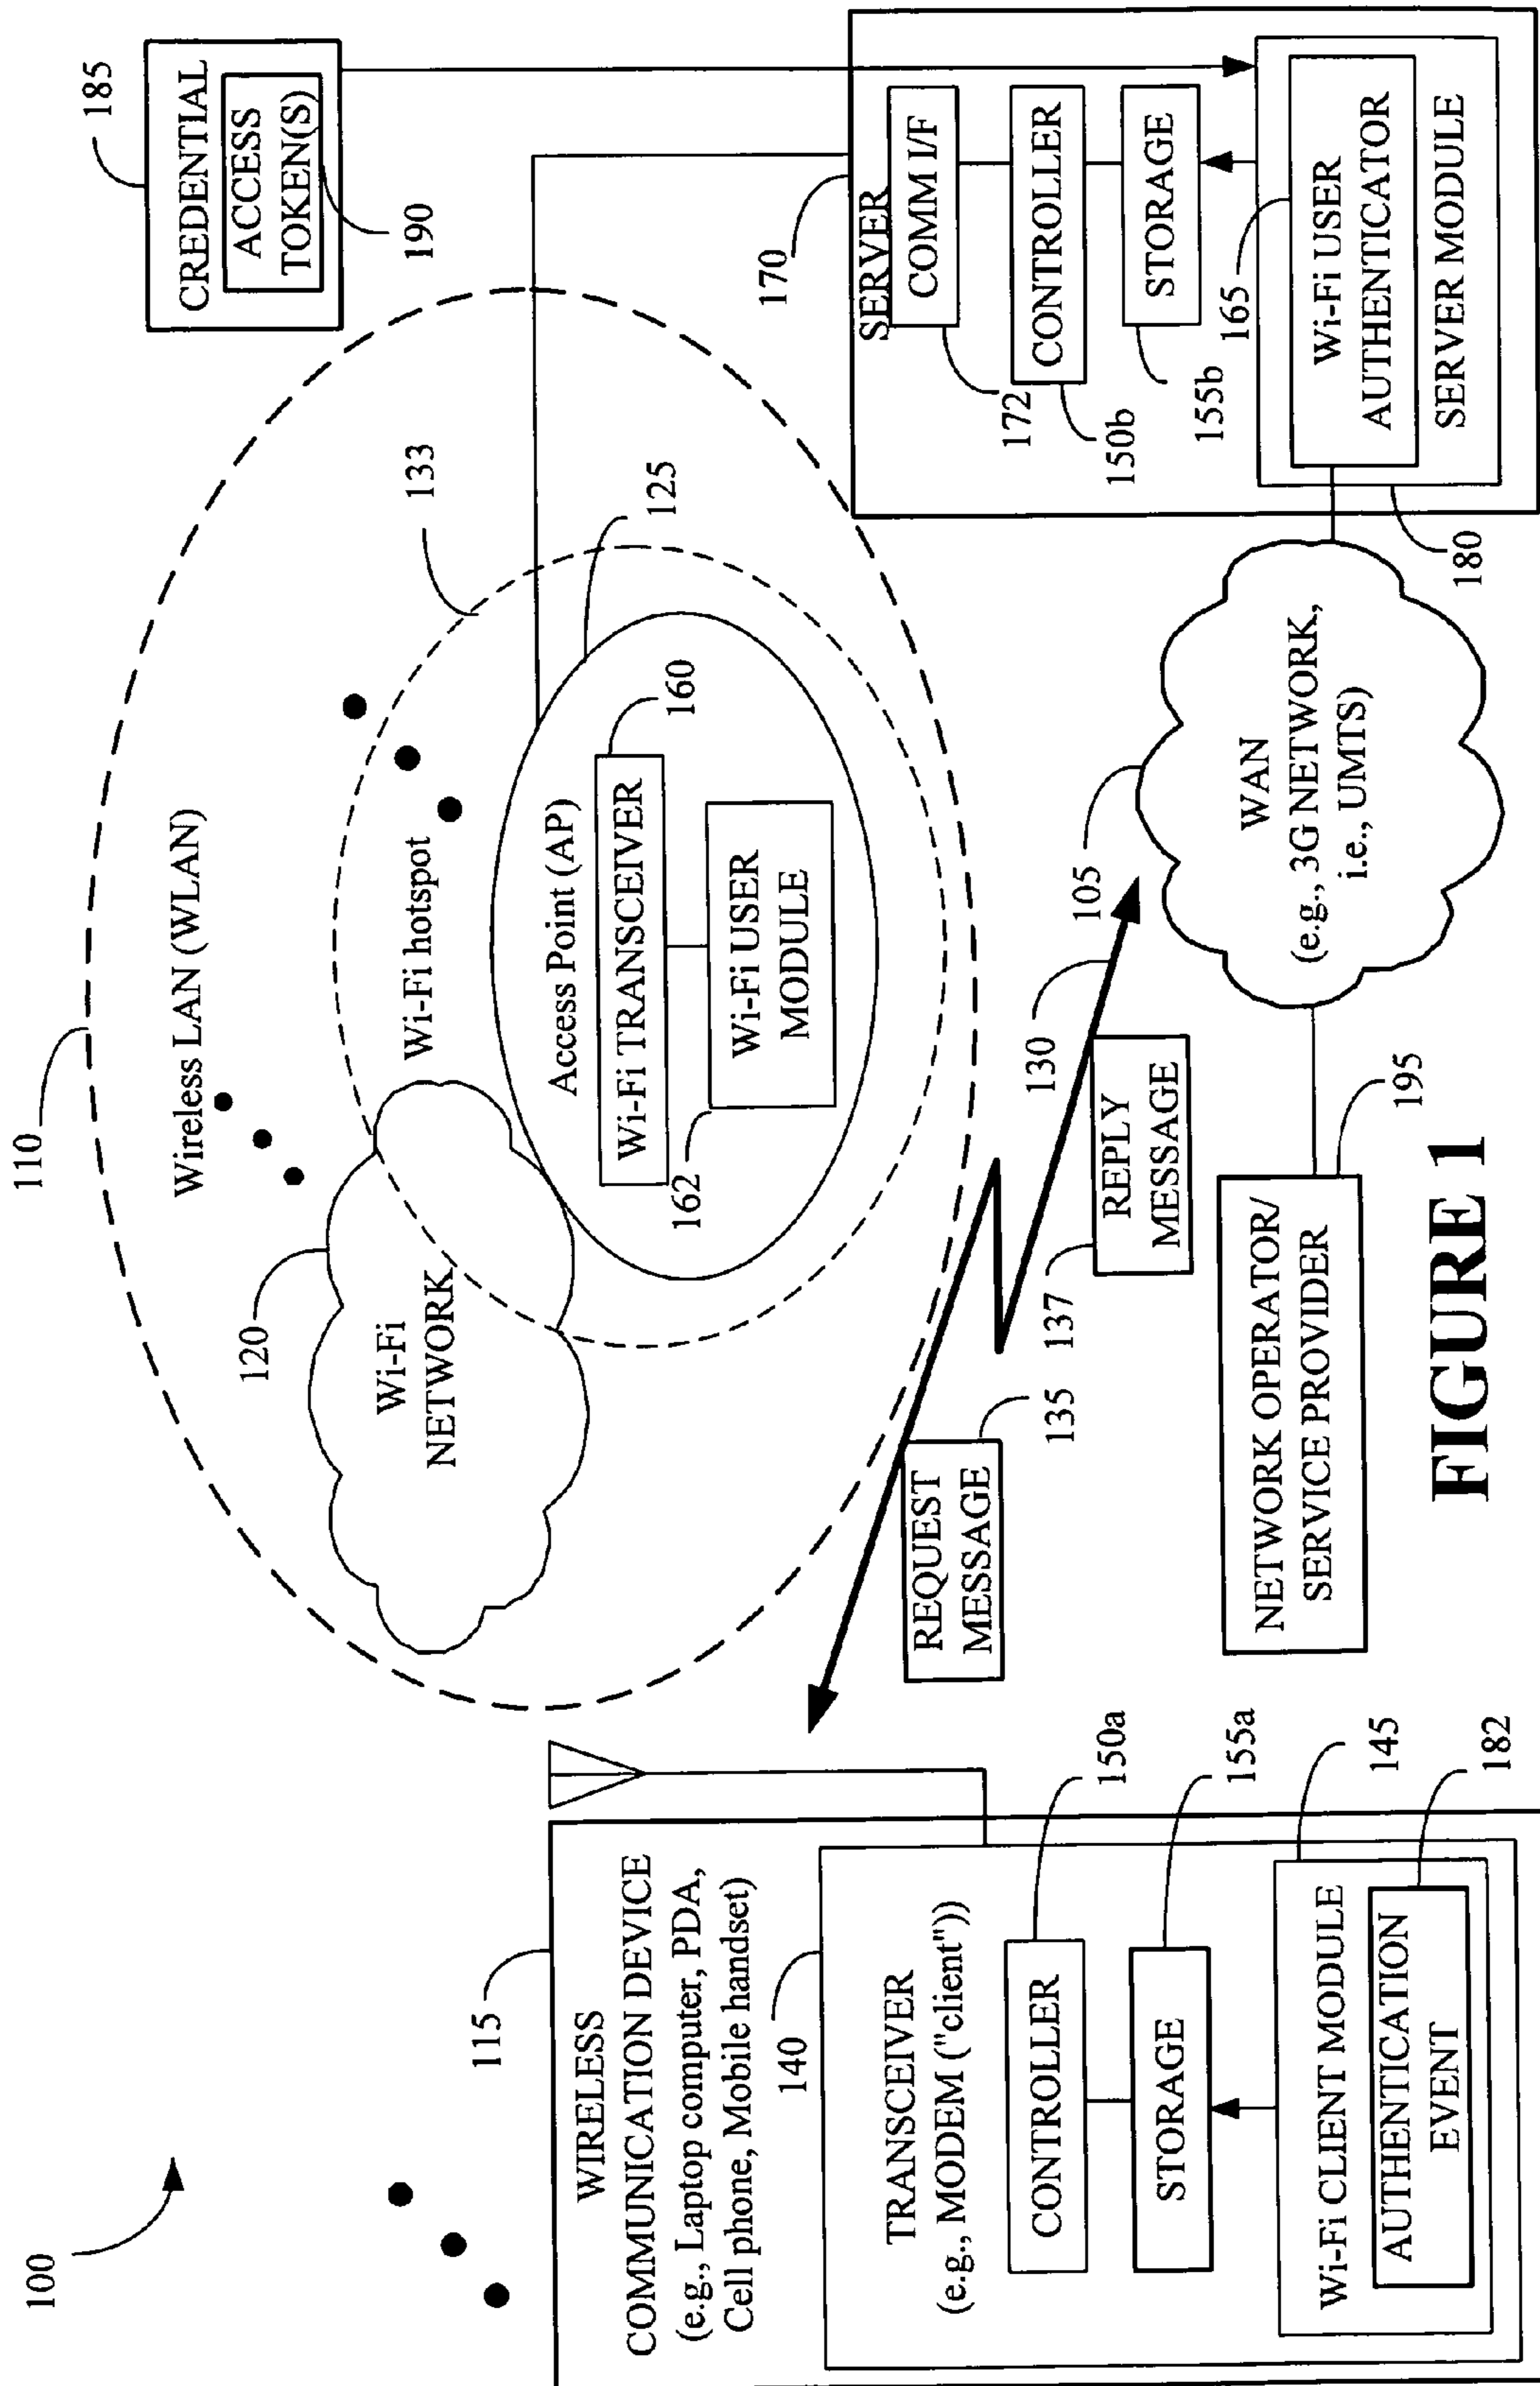 100
110
Wireless LAN (WLAN)
120
Wi-Fi
NETWORK
Wi-Fi hotspot
133
125
Access Point (AP)
Wi-Fi TRANSCEIVER
160
162
Wi-Fi USER
MODULE
185
CREDENTIAL
ACCESS
TOKEN(S)
190
115
WIRELESS
COMMUNICATION DEVICE
(e.g., Laptop computer, PDA,
Cell phone, Mobile handset)
140
TRANSCEIVER
(e.g., MODEM ("client"))
CONTROLLER
150a
STORAGE
155a
Wi-Fi CLIENT MODULE
145
AUTHENTICATION
EVENT
182
REQUEST
MESSAGE
135
130
137
REPLY
MESSAGE
105
WAN
(e.g., 3G NETWORK,
i.e., UMTS)
NETWORK OPERATOR/
SERVICE PROVIDER
195
170
SERVER
COMM I/F
172
CONTROLLER
150b
STORAGE
155b
165
Wi-Fi USER
AUTHENTICATOR
SERVER MODULE
180
FIGURE 1